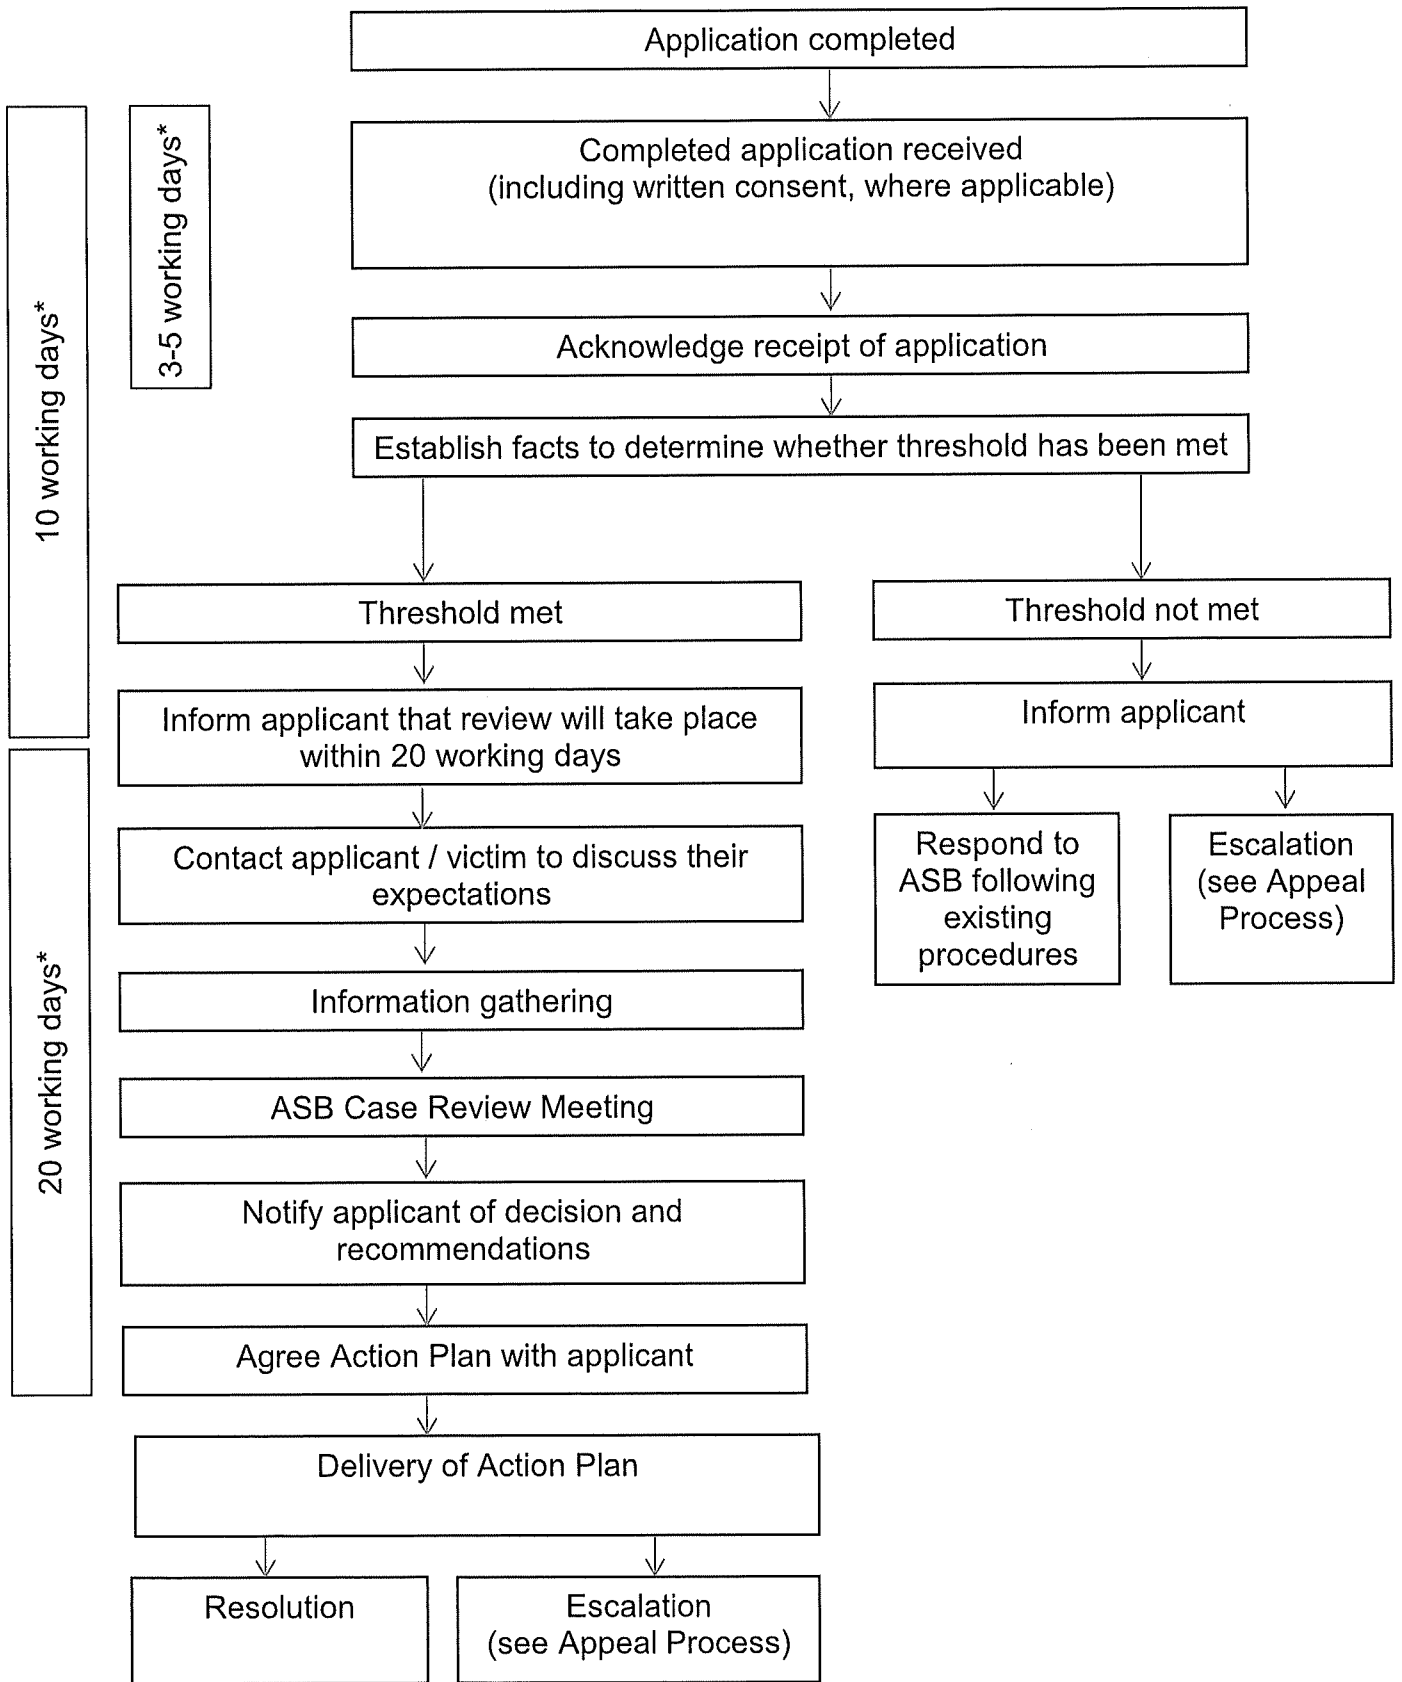 Application completed
10 working days*
3-5 working days*
Completed application received
(including written consent, where applicable)
Acknowledge receipt of application
Establish facts to determine whether threshold has been met
Threshold met
Threshold not met
Inform applicant that review will take place
within 20 working days
Inform applicant
20 working days*
Contact applicant / victim to discuss their
expectations
Respond to
ASB following
existing
procedures
Escalation
(see Appeal
Process)
Information gathering
ASB Case Review Meeting
Notify applicant of decision and
recommendations
Agree Action Plan with applicant
Delivery of Action Plan
Resolution
Escalation
(see Appeal Process)